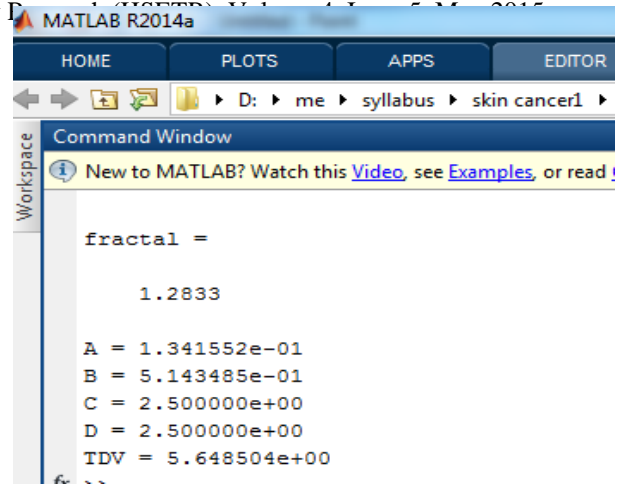 MATLAB R2014a
HOME PLOTS APPS EDITOR
D: me syllabus skin cancer1
Workspace
Command Window
New to MATLAB? Watch this Video, see Examples, or read
fractal =
1.2833
A = 1.341552e-01
B = 5.143485e-01
C = 2.500000e+00
D = 2.500000e+00
TDV = 5.648504e+00
fx >>